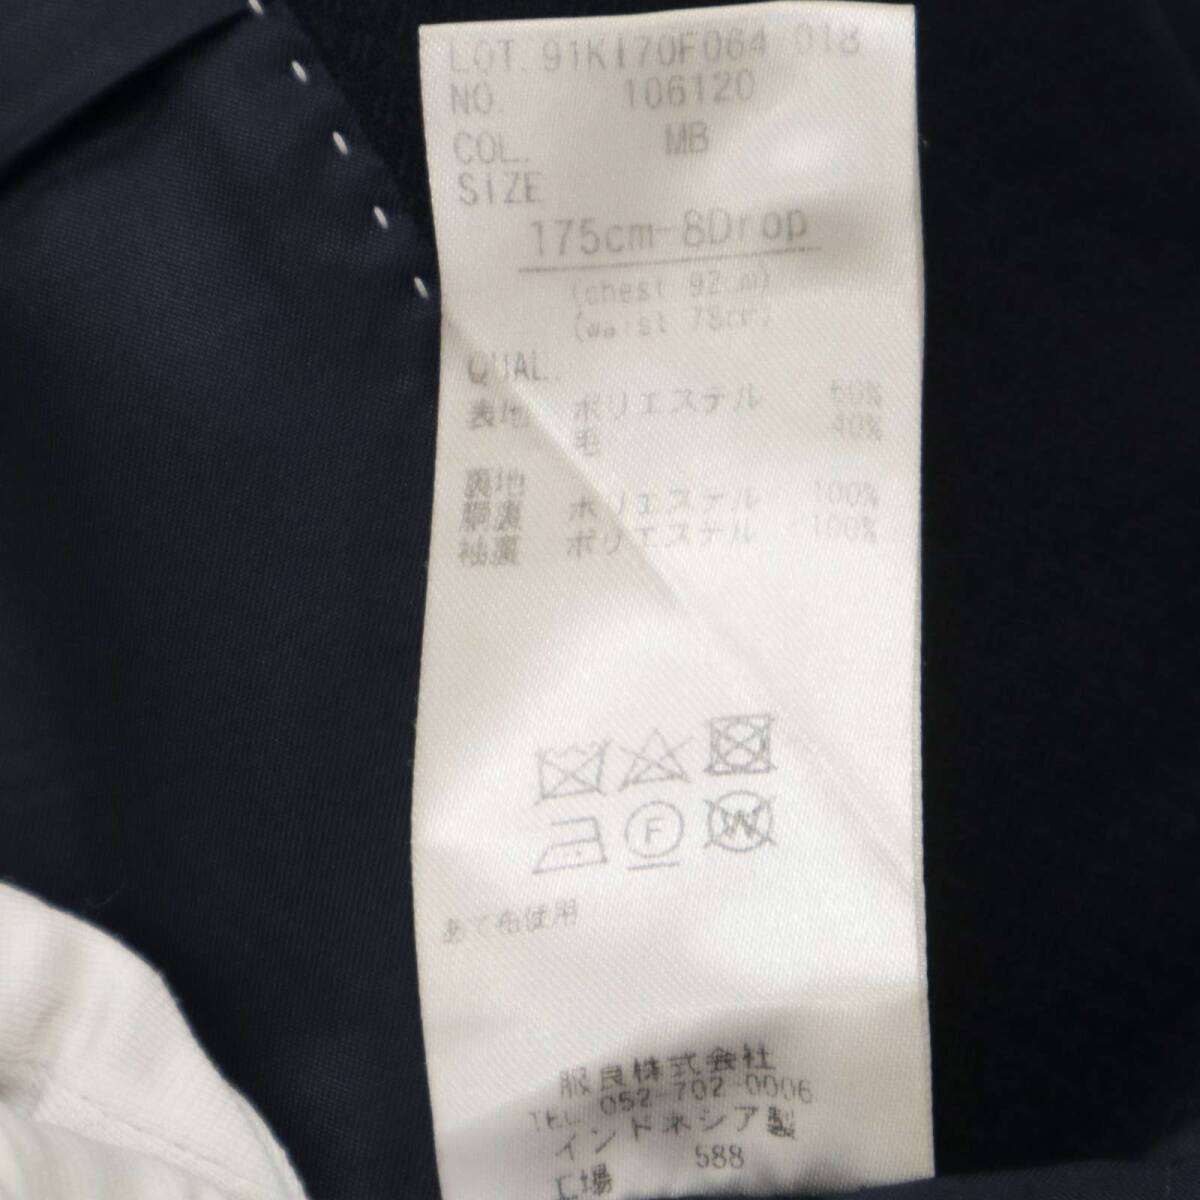 LOT. 91KI70F064 018
NO. 106120
COL. MB
SIZE
175cm-8Drop
(chest 92cm)
(waist 78cm)
QUAL.
表地 ポリエステル 60%
毛 40%
裏地
胴裏 ポリエステル 100%
袖裏 ポリエステル 100%
F
W
あて布使用
服良株式会社
TEL. 052-702-0006
インドネシア製
工場 588